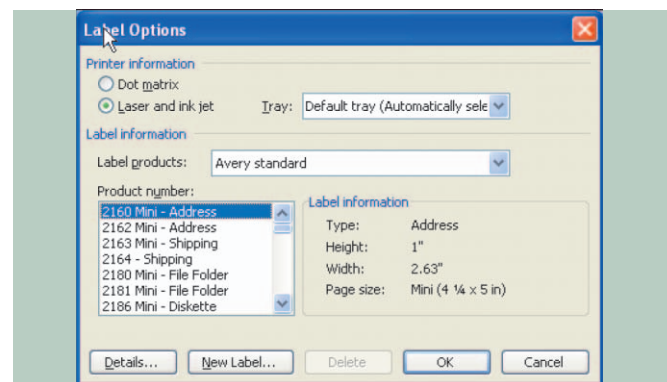 Label Options
Printer information
Dot matrix
Laser and ink jet Tray: Default tray (Automatically sele
Label information
Label products: Avery standard
Product number:
2160 Mini - Address
2162 Mini - Address
2163 Mini - Shipping
2164 - Shipping
2180 Mini - File Folder
2181 Mini - File Folder
2186 Mini - Diskette
Label information
Type: Address
Height: 1"
Width: 2.63"
Page size: Mini (4 ¼ x 5 in)
Details... New Label... Delete OK Cancel